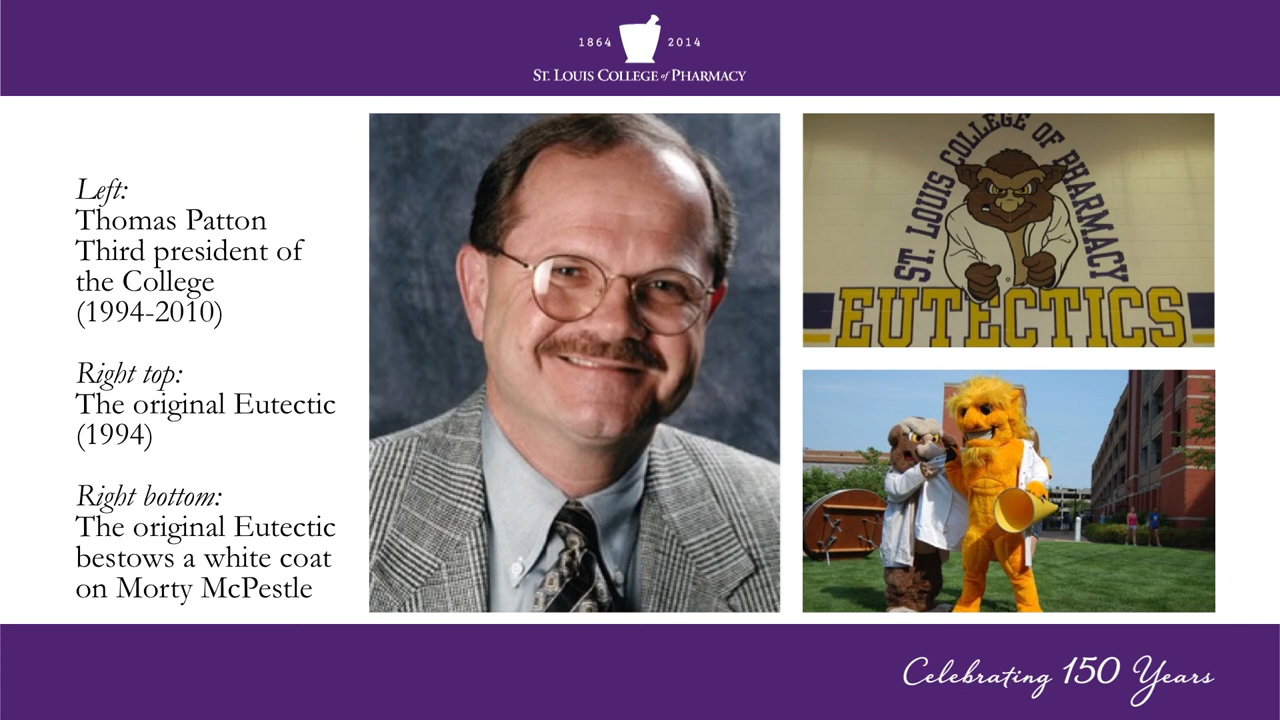 1864 2014
ST. LOUIS COLLEGE of PHARMACY
Left:
Thomas Patton
Third president of
the College
(1994-2010)
Right top:
The original Eutectic
(1994)
Right bottom:
The original Eutectic
bestows a white coat
on Morty McPestle
ST. LOUIS COLLEGE OF PHARMACY
EUTECTICS
Celebrating 150 Years